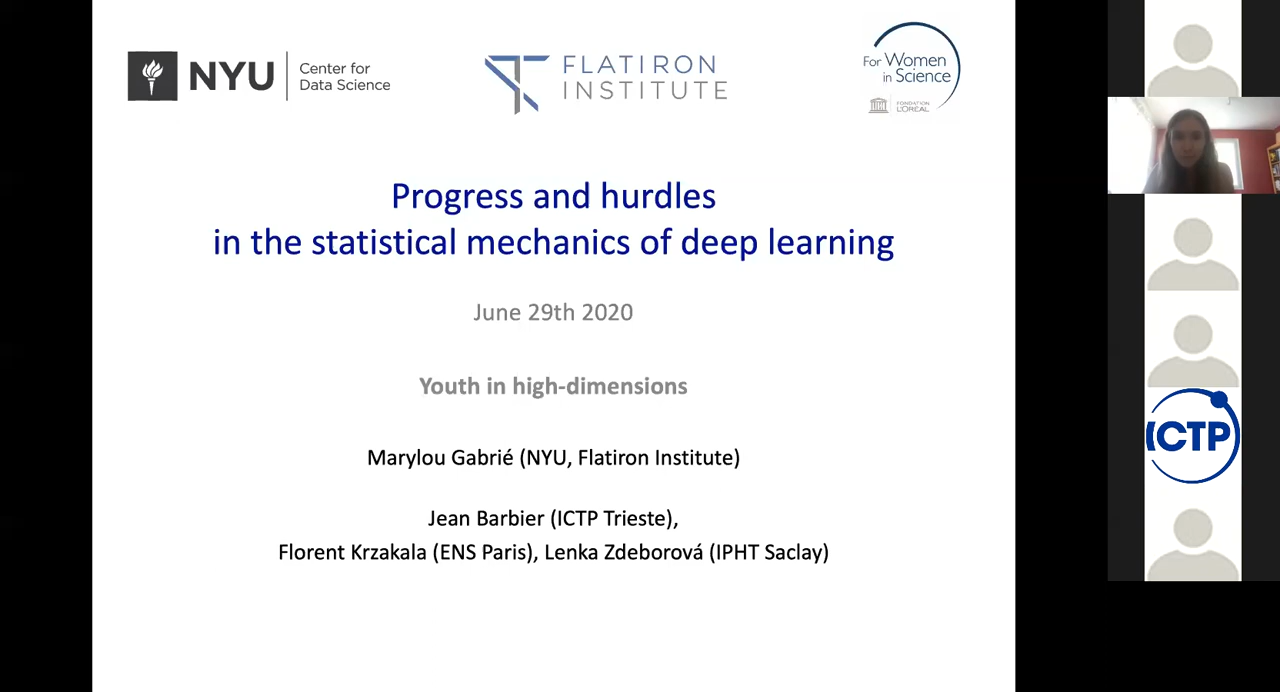 NYU
Center for
Data Science
FLATIRON
INSTITUTE
For Women
in Science
FONDATION
L'ORÉAL
Progress and hurdles
in the statistical mechanics of deep learning
June 29th 2020
Youth in high-dimensions
Marylou Gabrié (NYU, Flatiron Institute)
Jean Barbier (ICTP Trieste),
Florent Krzakala (ENS Paris), Lenka Zdeborová (IPHT Saclay)
ICTP